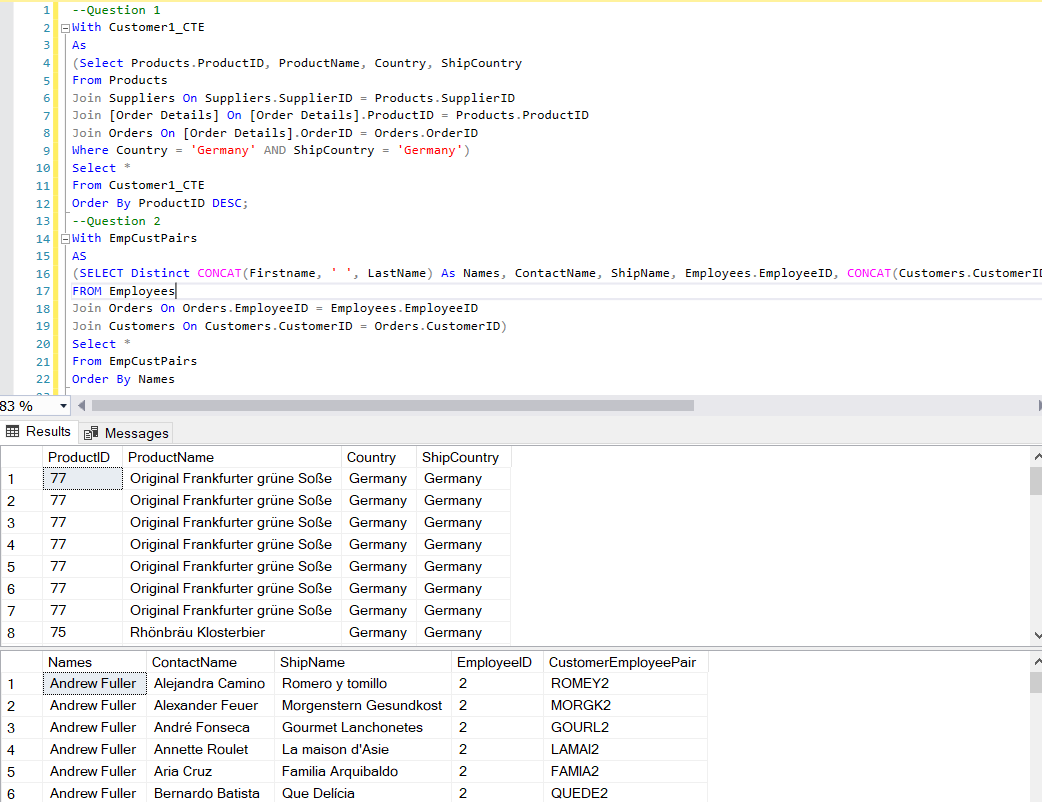 1 --Question 1
2 With Customer1_CTE
3 As
4 (Select Products.ProductID, ProductName, Country, ShipCountry
5 From Products
6 Join Suppliers On Suppliers.SupplierID = Products.SupplierID
7 Join [Order Details] On [Order Details].ProductID = Products.ProductID
8 Join Orders On [Order Details].OrderID = Orders.OrderID
9 Where Country = 'Germany' AND ShipCountry = 'Germany')
10 Select *
11 From Customer1_CTE
12 Order By ProductID DESC;
13 --Question 2
14 With EmpCustPairs
15 AS
16 (SELECT Distinct CONCAT(Firstname, ' ', LastName) As Names, ContactName, ShipName, Employees.EmployeeID, CONCAT(Customers.CustomerID
17 FROM Employees
18 Join Orders On Orders.EmployeeID = Employees.EmployeeID
19 Join Customers On Customers.CustomerID = Orders.CustomerID)
20 Select *
21 From EmpCustPairs
22 Order By Names
83 %
Results Messages
ProductID ProductName Country ShipCountry
1 77 Original Frankfurter grüne Soße Germany Germany
2 77 Original Frankfurter grüne Soße Germany Germany
3 77 Original Frankfurter grüne Soße Germany Germany
4 77 Original Frankfurter grüne Soße Germany Germany
5 77 Original Frankfurter grüne Soße Germany Germany
6 77 Original Frankfurter grüne Soße Germany Germany
7 77 Original Frankfurter grüne Soße Germany Germany
8 75 Rhönbräu Klosterbier Germany Germany
Names ContactName ShipName EmployeeID CustomerEmployeePair
1 Andrew Fuller Alejandra Camino Romero y tomillo 2 ROMEY2
2 Andrew Fuller Alexander Feuer Morgenstern Gesundkost 2 MORGK2
3 Andrew Fuller André Fonseca Gourmet Lanchonetes 2 GOURL2
4 Andrew Fuller Annette Roulet La maison d'Asie 2 LAMAI2
5 Andrew Fuller Aria Cruz Familia Arquibaldo 2 FAMIA2
6 Andrew Fuller Bernardo Batista Que Delícia 2 QUEDE2